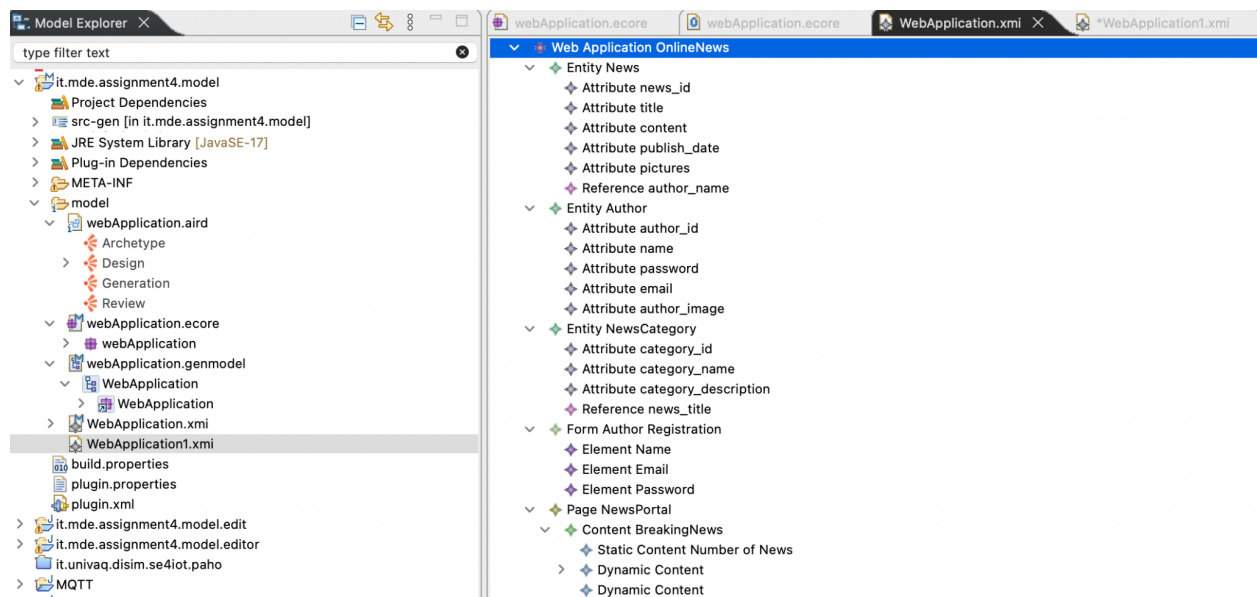 Model Explorer
type filter text
it.mde.assignment4.model
Project Dependencies
src-gen [in it.mde.assignment4.model]
JRE System Library [JavaSE-17]
Plug-in Dependencies
META-INF
model
webApplication.aird
Archetype
Design
Generation
Review
webApplication.ecore
webApplication
webApplication.genmodel
WebApplication
WebApplication
WebApplication.xmi
WebApplication1.xmi
build.properties
plugin.properties
plugin.xml
it.mde.assignment4.model.edit
it.mde.assignment4.model.editor
it.univaq.disim.se4iot.paho
MQTT
webApplication.ecore
webApplication.ecore
WebApplication.xmi
*WebApplication1.xmi
Web Application OnlineNews
Entity News
Attribute news_id
Attribute title
Attribute content
Attribute publish_date
Attribute pictures
Reference author_name
Entity Author
Attribute author_id
Attribute name
Attribute password
Attribute email
Attribute author_image
Entity NewsCategory
Attribute category_id
Attribute category_name
Attribute category_description
Reference news_title
Form Author Registration
Element Name
Element Email
Element Password
Page NewsPortal
Content BreakingNews
Static Content Number of News
Dynamic Content
Dynamic Content